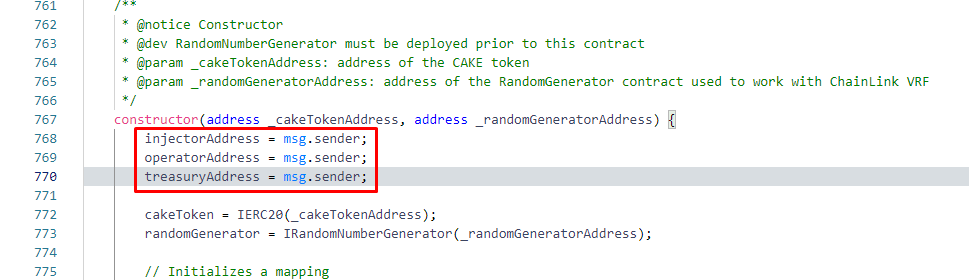 761 /**
762 * @notice Constructor
763 * @dev RandomNumberGenerator must be deployed prior to this contract
764 * @param _cakeTokenAddress: address of the CAKE token
765 * @param _randomGeneratorAddress: address of the RandomGenerator contract used to work with ChainLink VRF
766 */
767 constructor(address _cakeTokenAddress, address _randomGeneratorAddress) {
768 injectorAddress = msg.sender;
769 operatorAddress = msg.sender;
770 treasuryAddress = msg.sender;
771
772 cakeToken = IERC20(_cakeTokenAddress);
773 randomGenerator = IRandomNumberGenerator(_randomGeneratorAddress);
774
775 // Initializes a mapping